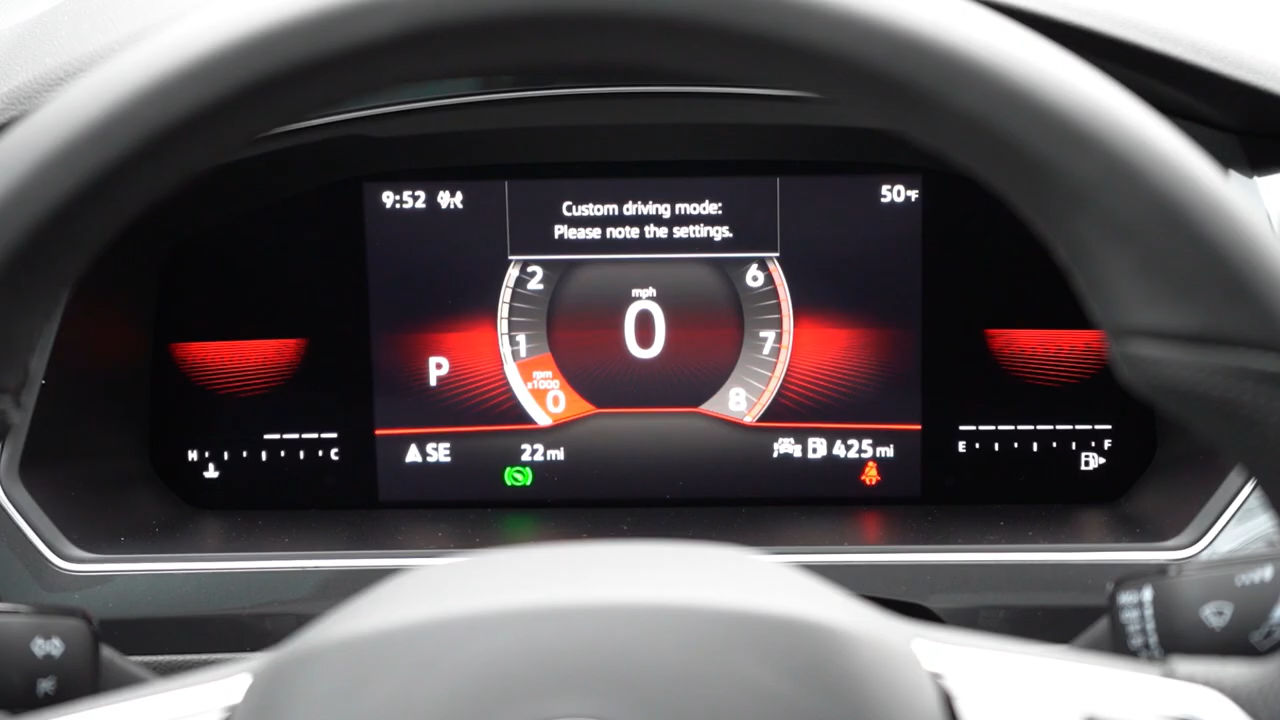 9:52
Custom driving mode:
Please note the settings.
50°F
2
6
mph
0
1
7
P
rpm
x1000
0
8
SE
22 mi
425 mi
H
C
E
F